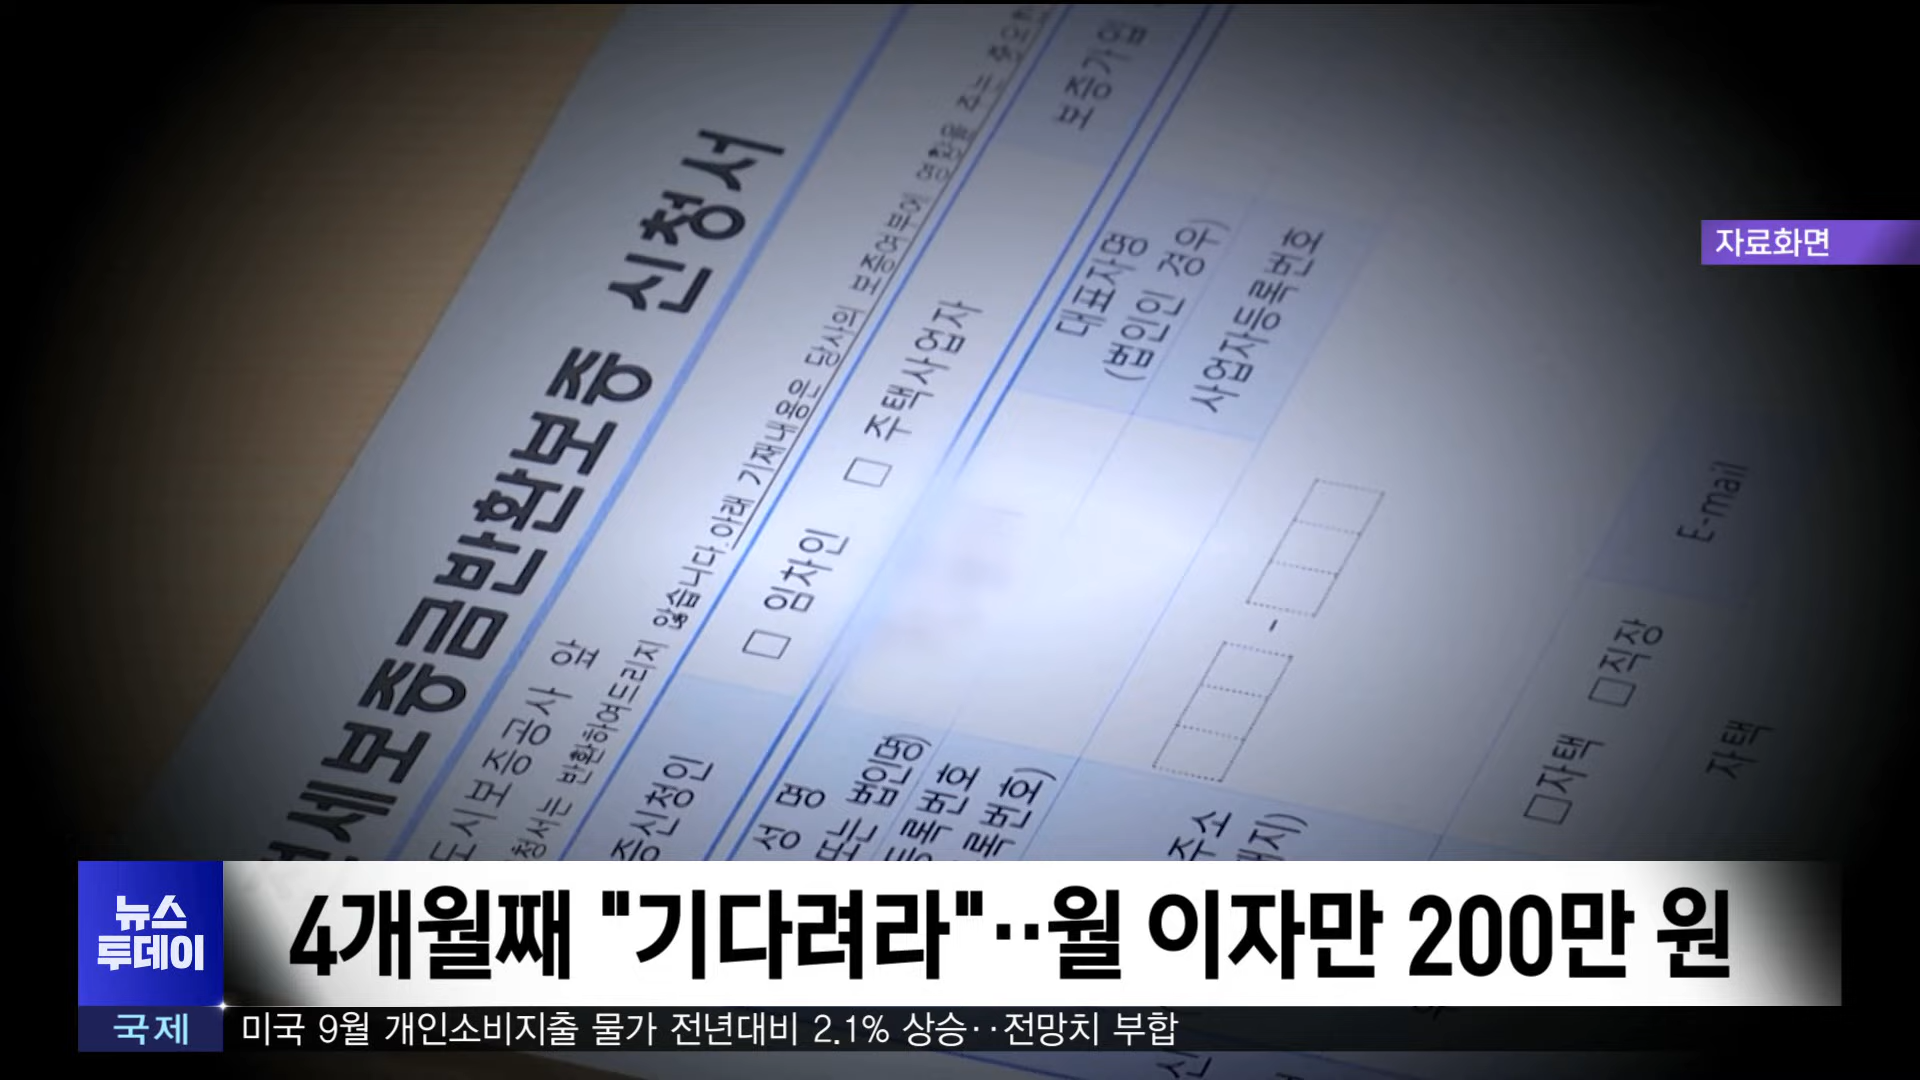 보증가입
세보증금반환보증 신청서
도시보증공사 앞
청서는 반환하여드리지 않습니다.아래 기재내용은 당사의 보증여부에 영향을 주는
□ 임차인 □ 주택사업자
증신청인
성 명
또는 법인명)
대표자명
(법인인 경우)
등록번호
록번호)
사업자등록번호
-
주소
E-mail
□자택 □직장
자택
자료화면
뉴스
투데이
4개월째 "기다려라"··월 이자만 200만 원
국제
미국 9월 개인소비지출 물가 전년대비 2.1% 상승··전망치 부합